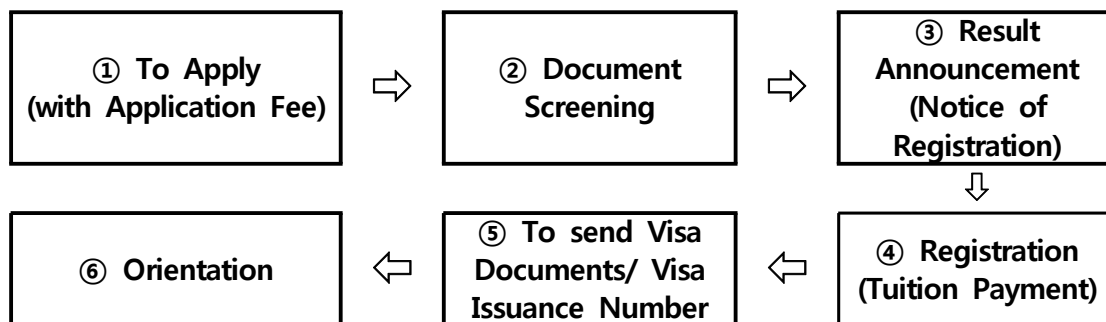 ① To Apply
(with Application Fee)
② Document
Screening
③ Result
Announcement
(Notice of
Registration)
④ Registration
(Tuition Payment)
⑤ To send Visa
Documents/ Visa
Issuance Number
⑥ Orientation